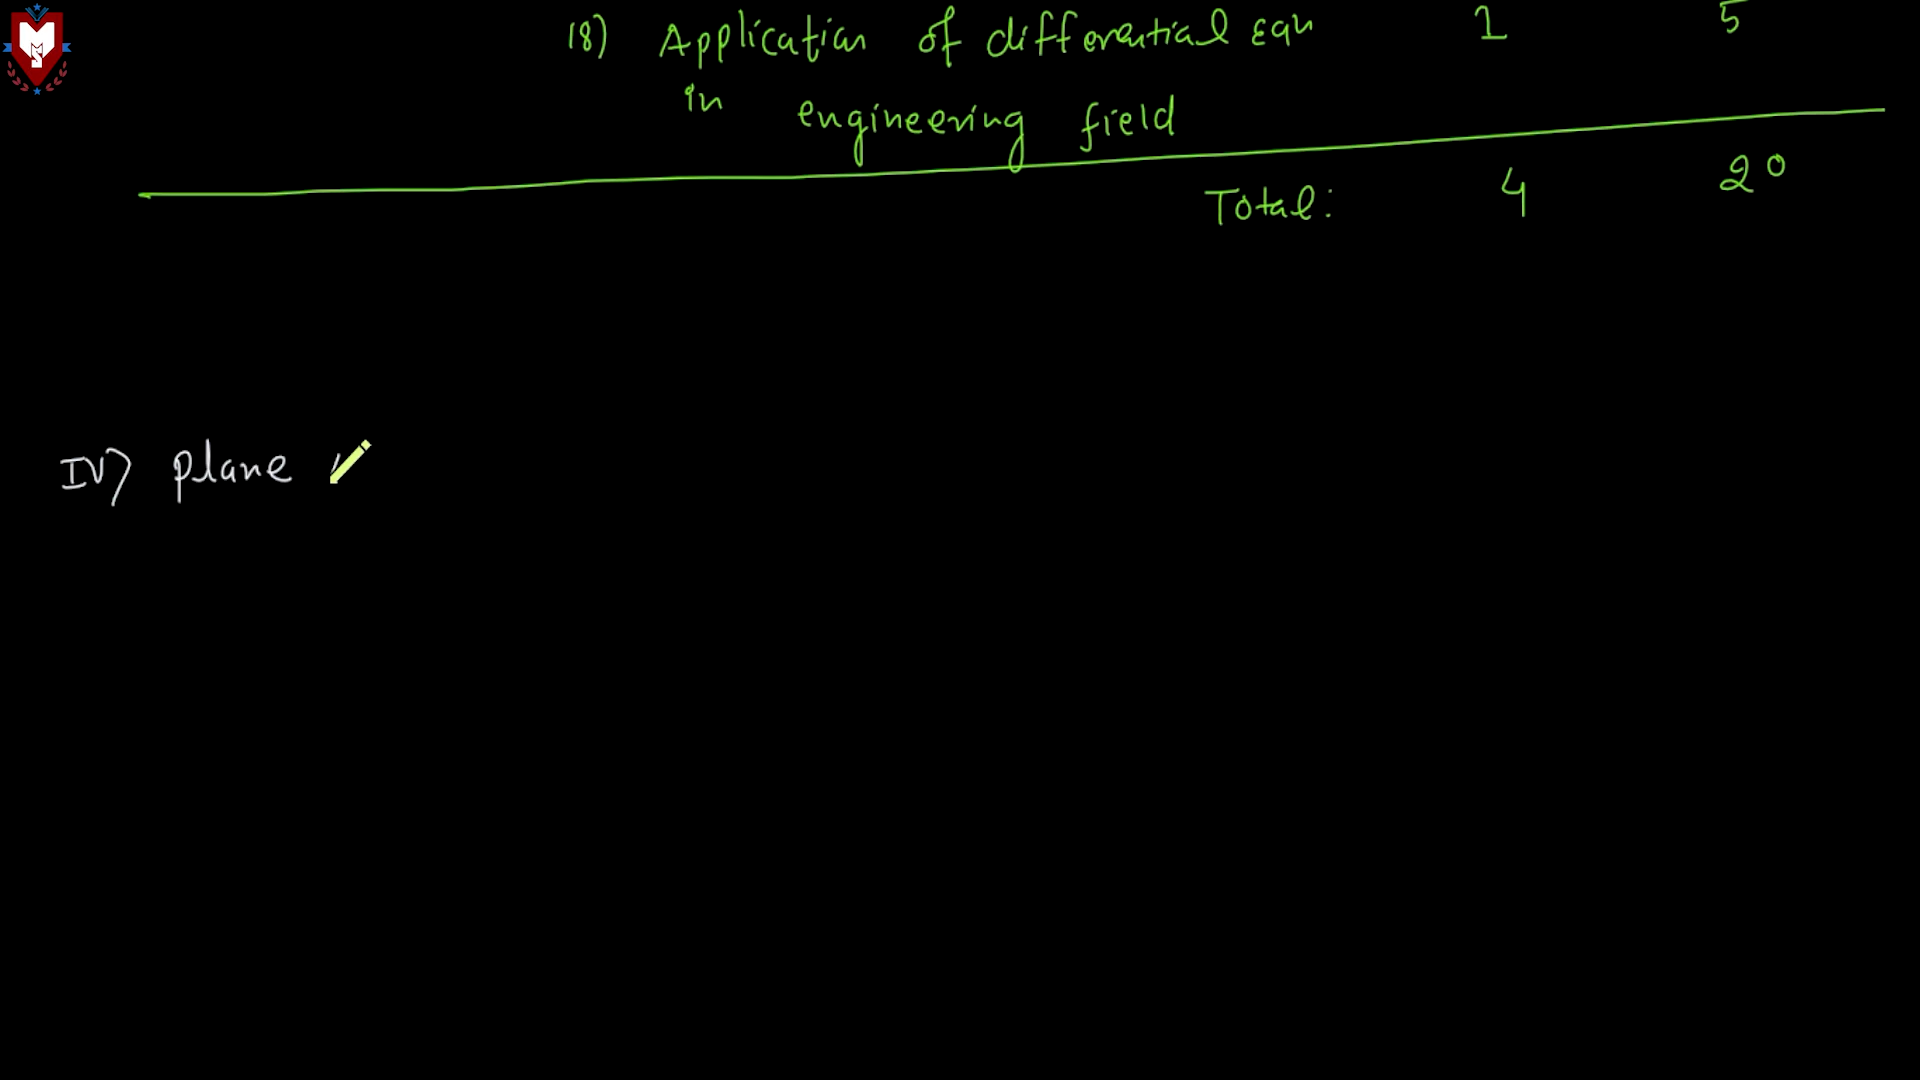 18) Application of differential Eqn 1 5
in engineering field
Total: 4 20
IV) plane